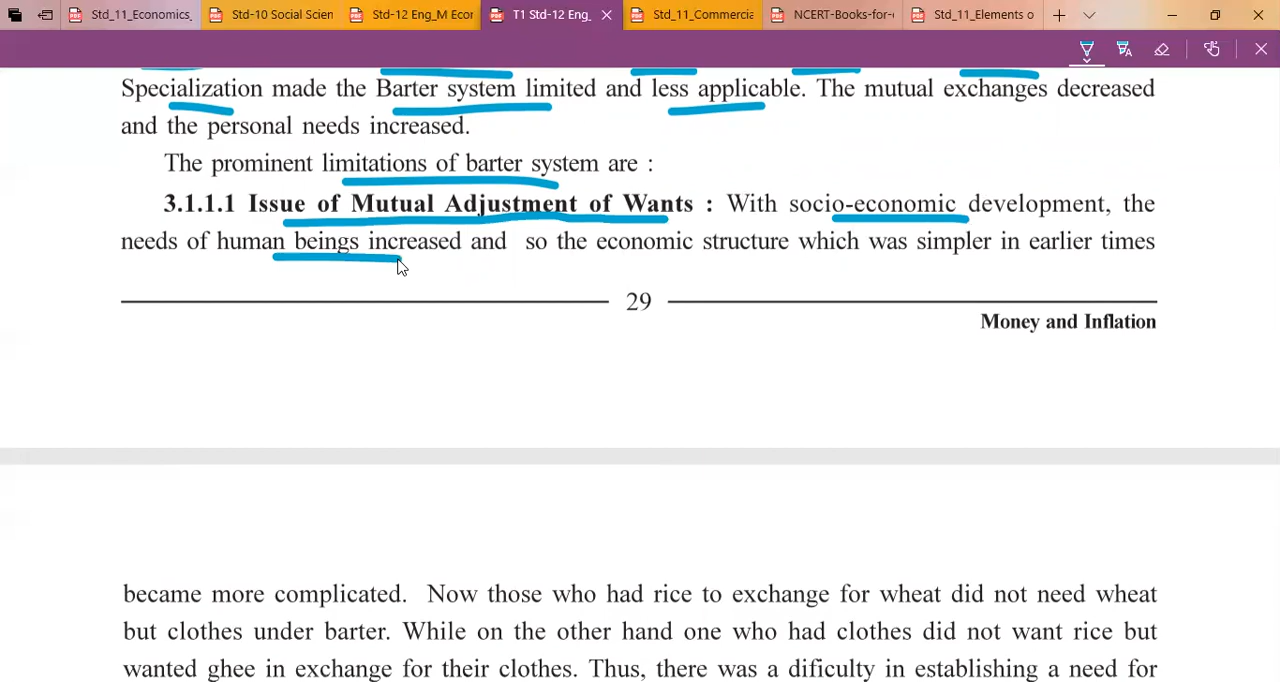 Std_11_Economics_
Std-10 Social Scien
Std-12 Eng_M Econ
T1 Std-12 Eng_
Std_11_Commercia
NCERT-Books-for-
Std_11_Elements o
Specialization made the Barter system limited and less applicable. The mutual exchanges decreased
and the personal needs increased.
The prominent limitations of barter system are :
3.1.1.1 Issue of Mutual Adjustment of Wants : With socio-economic development, the
needs of human beings increased and so the economic structure which was simpler in earlier times
29
Money and Inflation
became more complicated. Now those who had rice to exchange for wheat did not need wheat
but clothes under barter. While on the other hand one who had clothes did not want rice but
wanted ghee in exchange for their clothes. Thus, there was a dificulty in establishing a need for